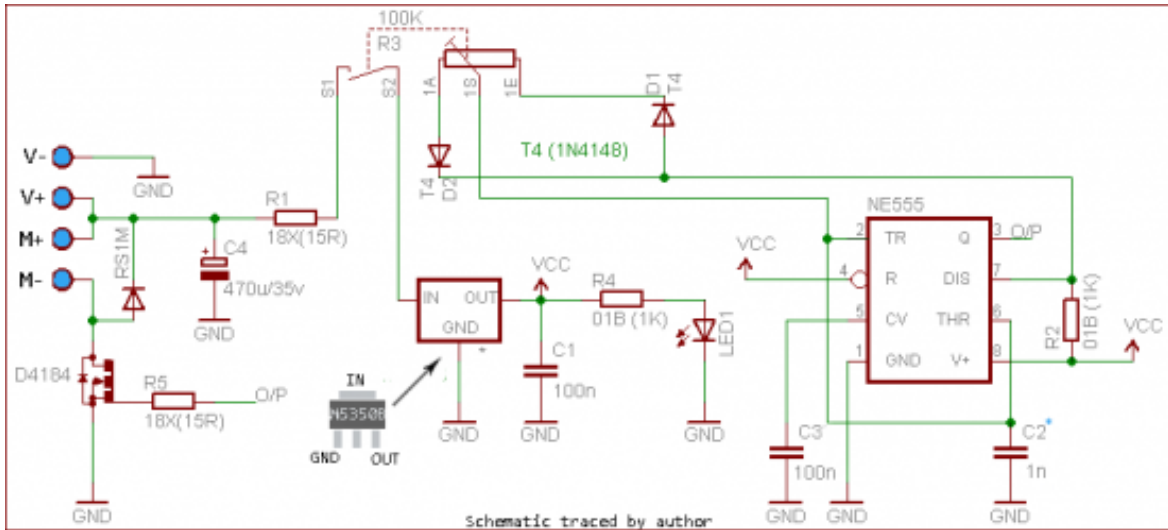 100K
R3
S1
S2
1A
1S
1E
D1
T4
T4 (1N4148)
T4
D2
V-
V+
M+
M-
GND
RS1M
C4
470u/35v
GND
R1
18X(15R)
D4184
R5
18X(15R)
O/P
GND
IN
OUT
GND
VCC
R4
01B (1K)
LED1
C1
100n
GND
GND
GND
IN
N5350B
GND
OUT
NE555
2
TR
Q
3
O/P
VCC
4
R
DIS
7
5
CV
THR
6
1
GND
V+
8
R2
01B (1K)
VCC
C3
100n
GND
GND
C2
1n
GND
Schematic traced by author